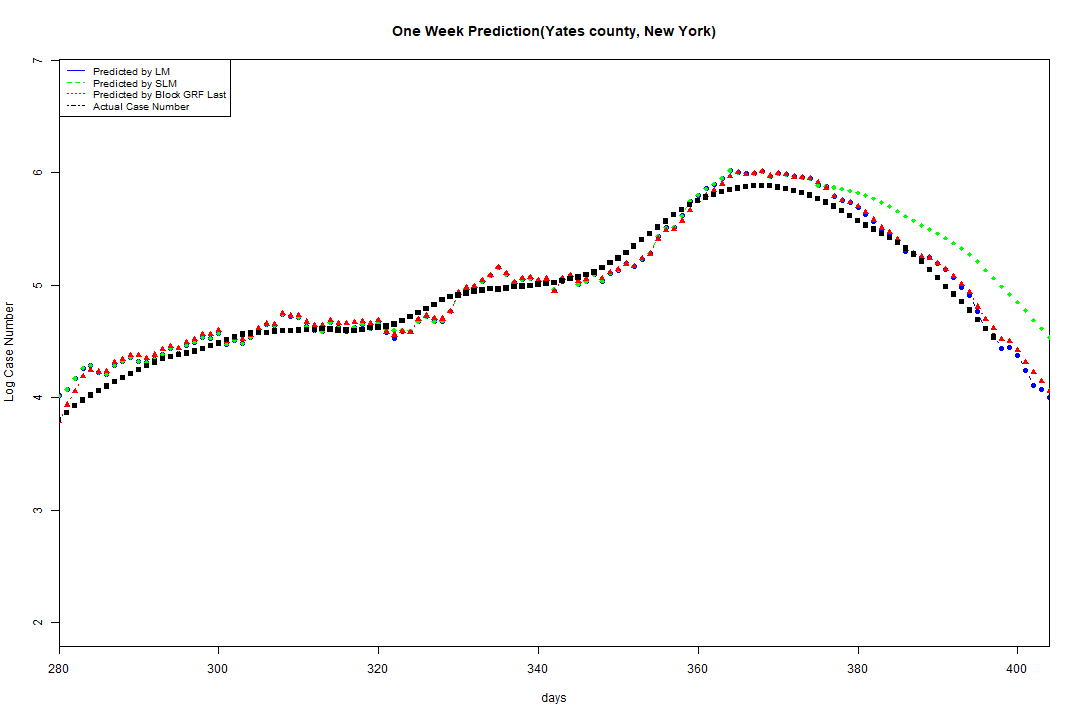 One Week Prediction(Yates county, New York)
7
Predicted by LM
Predicted by SLM
Predicted by Block GRF Last
Actual Case Number
6
5
4
3
2
Log Case Number
280 300 320 340 360 380 400
days